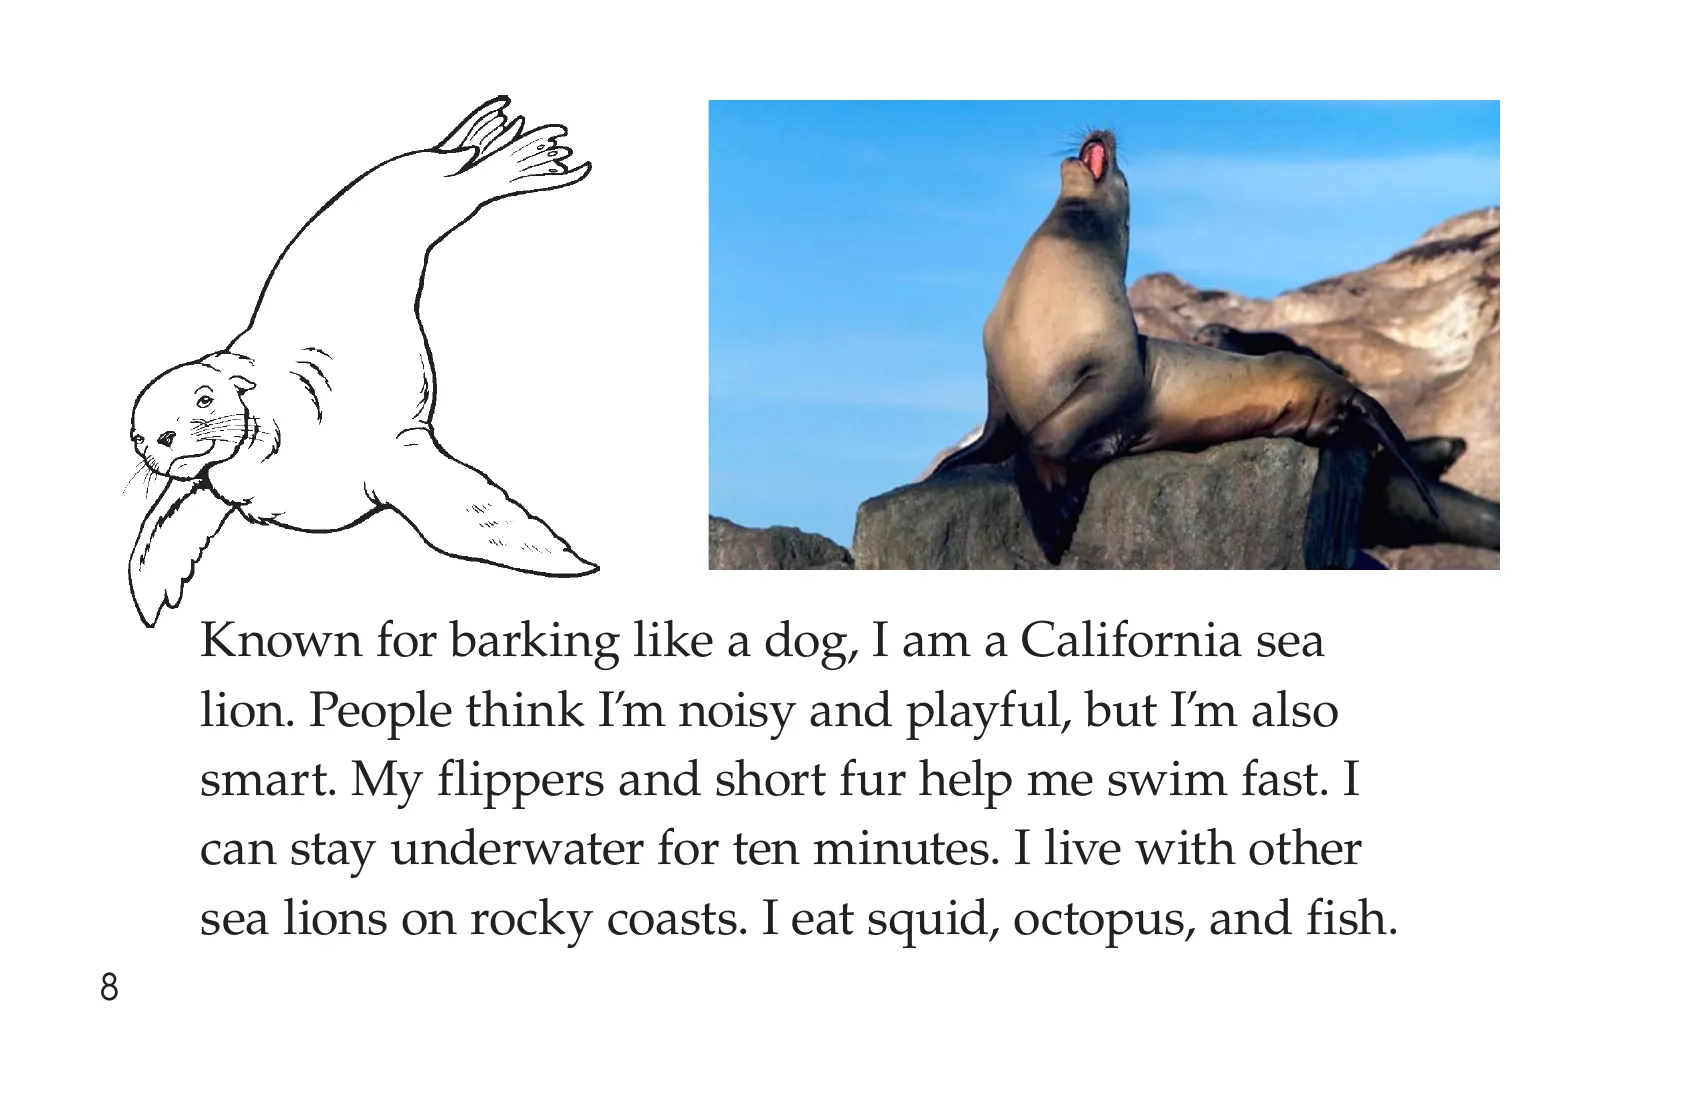 Known for barking like a dog, I am a California sea
lion. People think I’m noisy and playful, but I’m also
smart. My flippers and short fur help me swim fast. I
can stay underwater for ten minutes. I live with other
sea lions on rocky coasts. I eat squid, octopus, and fish.
8